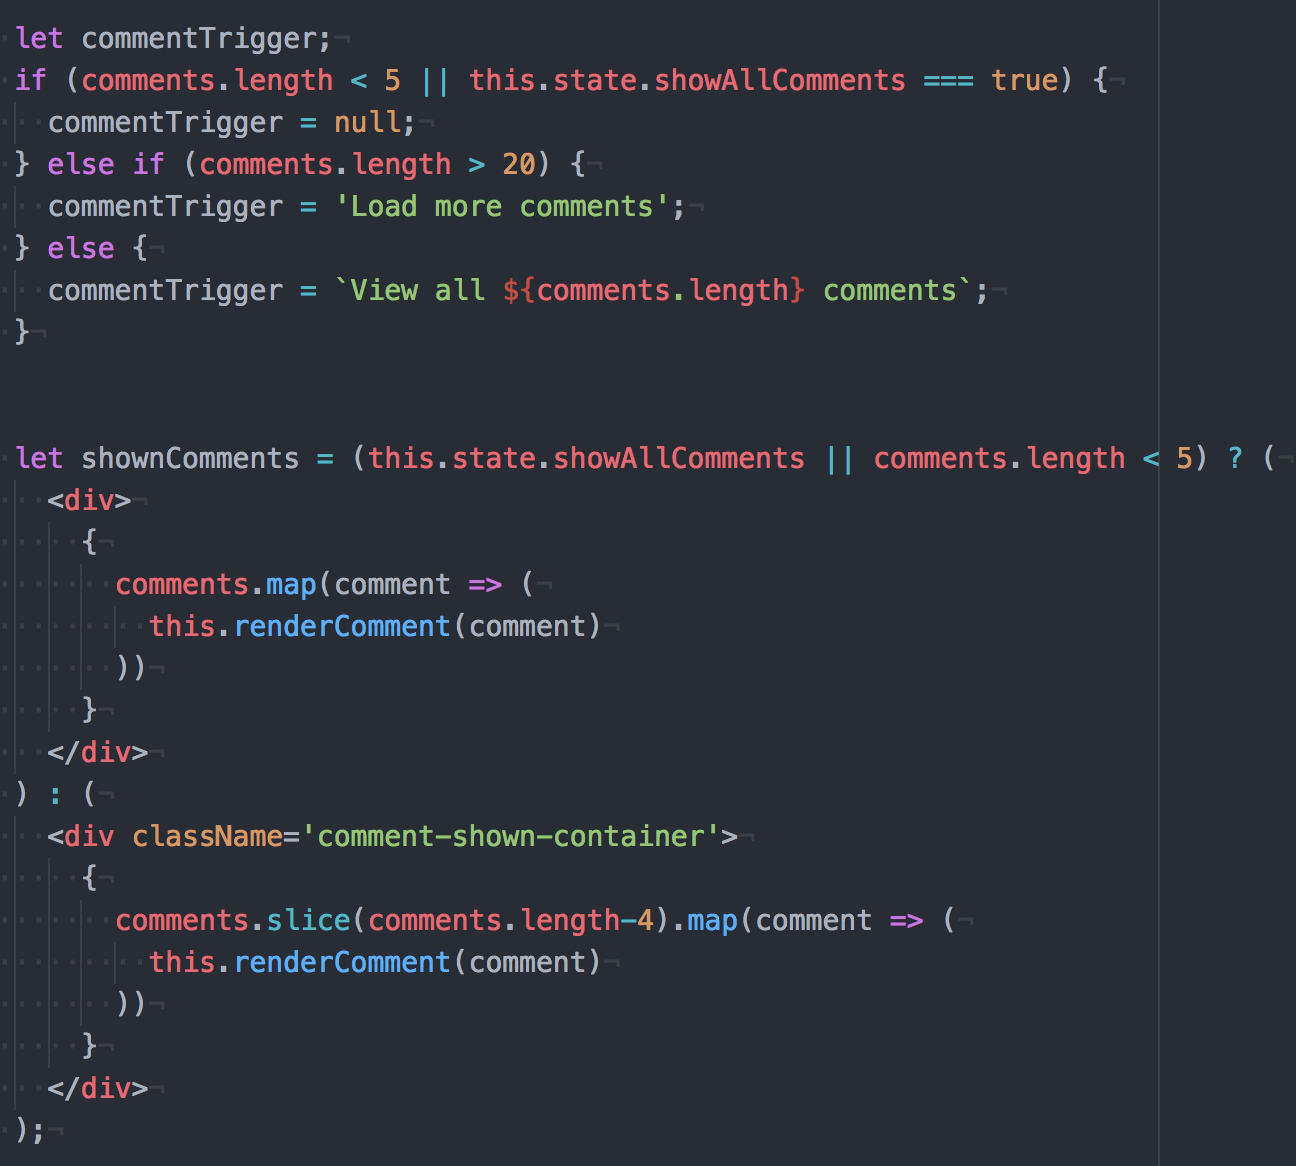 let commentTrigger;
if (comments.length < 5 || this.state.showAllComments === true) {
  commentTrigger = null;
} else if (comments.length > 20) {
  commentTrigger = 'Load more comments';
} else {
  commentTrigger = `View all ${comments.length} comments`;
}


let shownComments = (this.state.showAllComments || comments.length < 5) ? (
  <div>
    {
      comments.map(comment => (
        this.renderComment(comment)
      ))
    }
  </div>
) : (
  <div className='comment-shown-container'>
    {
      comments.slice(comments.length-4).map(comment => (
        this.renderComment(comment)
      ))
    }
  </div>
);